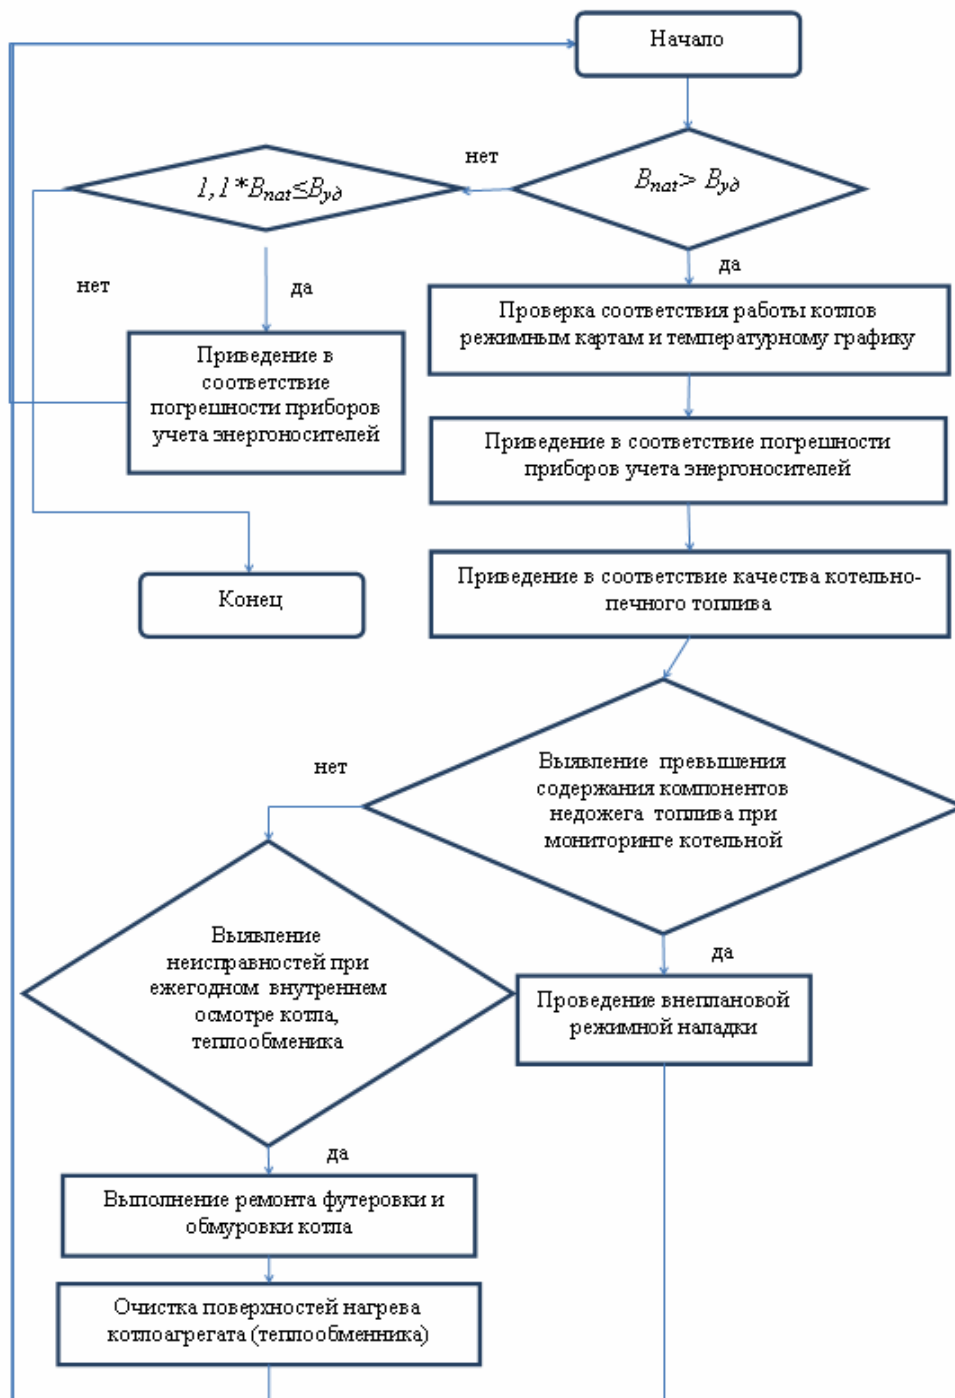 Начало
нет
1,1*Bnat≤Bуд
Bnat> Bуд
да
нет
да
Проверка соответствия работы котлов
режимным картам и температурному графику
Приведение в
соответствие
погрешности приборов
учета энергоносителей
Приведение в соответствие погрешности
приборов учета энергоносителей
Конец
Приведение в соответствие качества котельно-
печного топлива
нет
Выявление превышения
содержания компонентов
недожега топлива при
мониторинге котельной
да
Выявление
неисправностей при
ежегодном внутреннем
осмотре котла,
теплообменика
Проведение внеплановой
режимной наладки
да
Выполнение ремонта футеровки и
обмуровки котла
Очистка поверхностей нагрева
котлоагрегата (теплообменника)